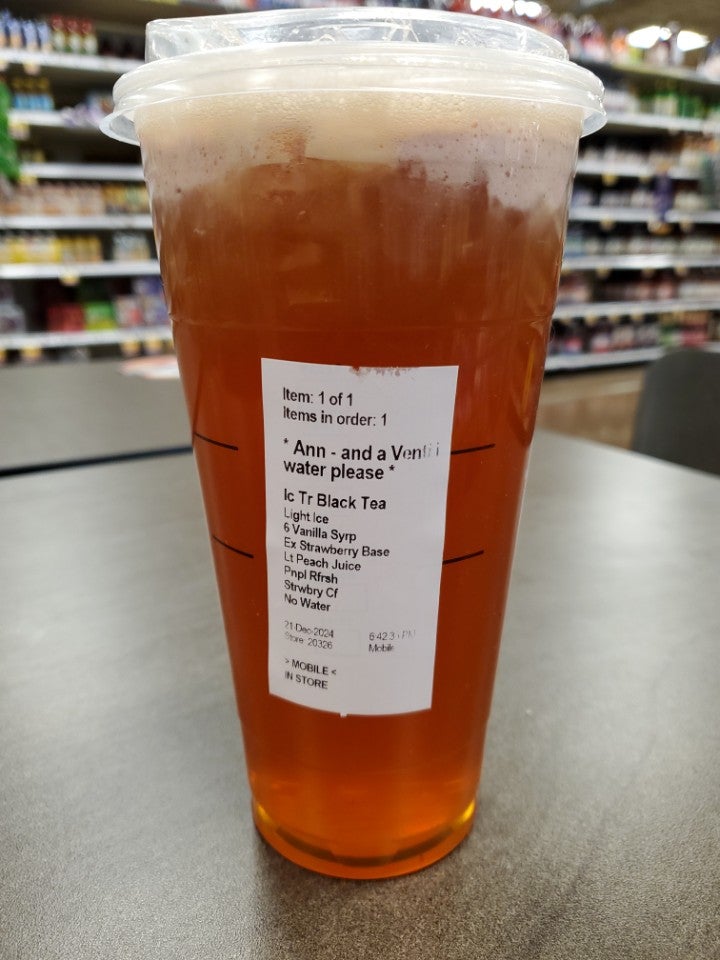 Item: 1 of 1
Items in order: 1
* Ann - and a Venti
water please *
Ic Tr Black Tea
Light Ice
6 Vanilla Syrp
Ex Strawberry Base
Lt Peach Juice
Pnpl Rfrsh
Strwbry Cf
No Water
21-Dec-2024
Store: 20326
PM
Mobile
> MOBILE <
IN STORE